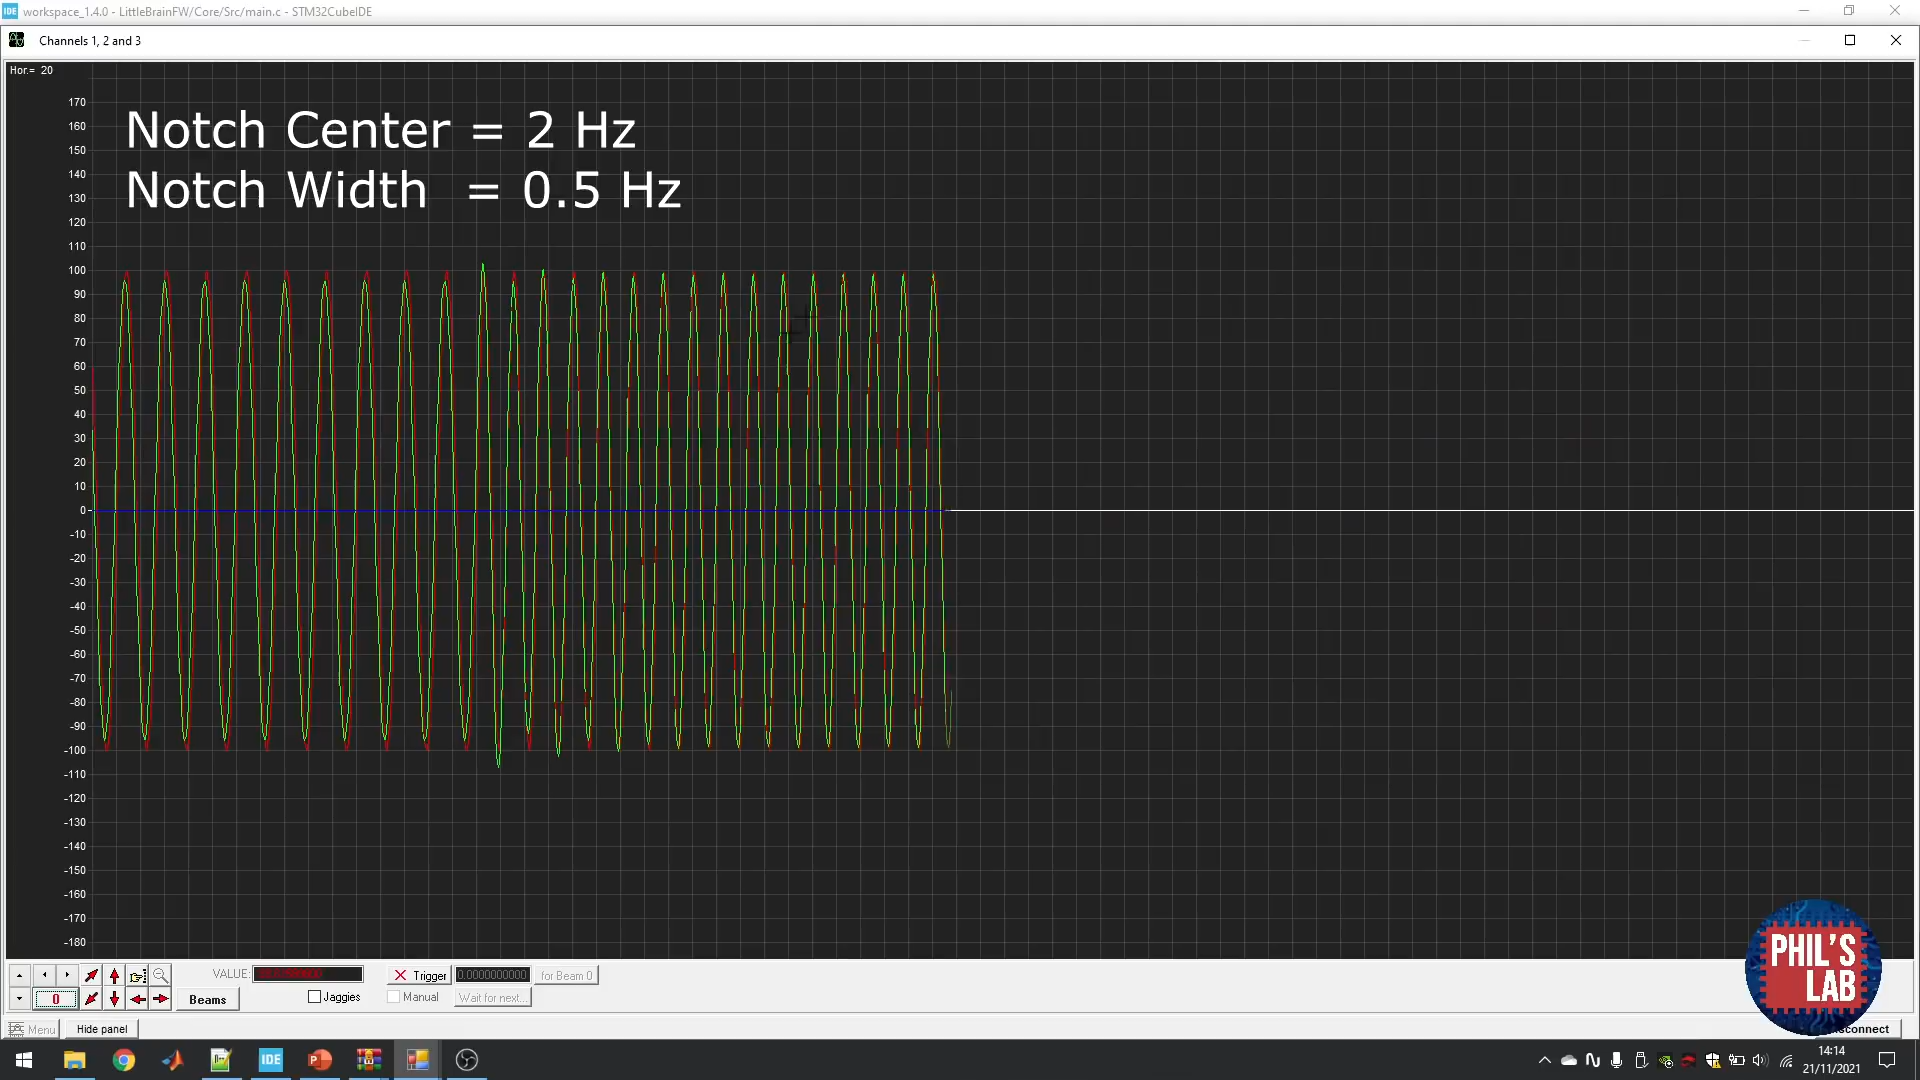 IDE workspace_1.4.0 - LittleBrainFW/Core/Src/main.c - STM32CubeIDE
Channels 1, 2 and 3
Hor.= 20
Notch Center = 2 Hz
Notch Width = 0.5 Hz
170
160
150
140
130
120
110
100
90
80
70
60
50
40
30
20
10
0
-10
-20
-30
-40
-50
-60
-70
-80
-90
-100
-110
-120
-130
-140
-150
-160
-170
-180
VALUE:
Trigger
0.0000000000
for Beam 0
0
Beams
Jaggies
Manual
Wait for next...
Menu
Hide panel
PHIL'S
LAB
IDE
14:14
21/11/2021